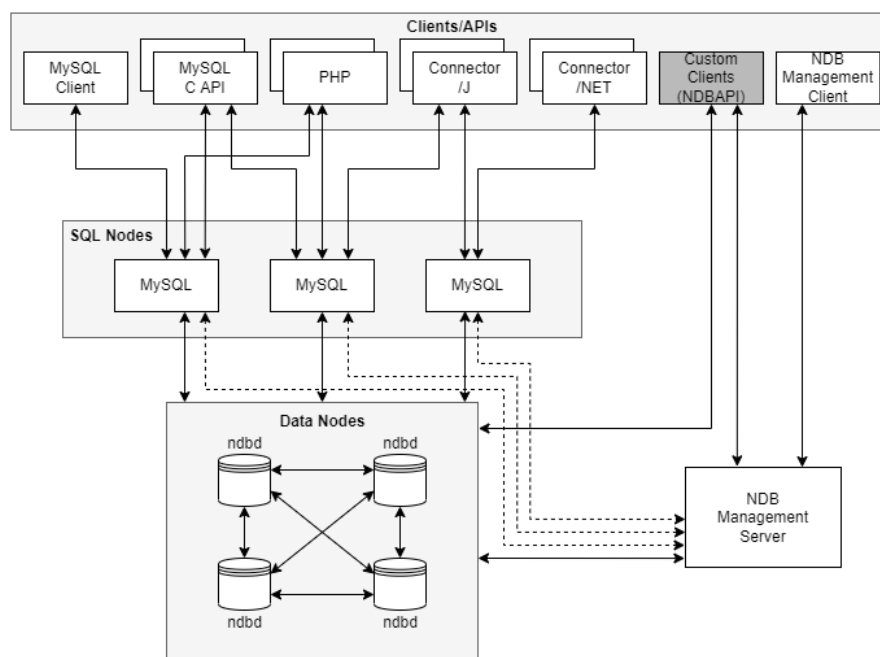 Clients/APIs
MySQL
Client
MySQL
C API
PHP
Connector
/J
Connector
/NET
Custom
Clients
(NDBAPI)
NDB
Management
Client
SQL Nodes
MySQL
MySQL
MySQL
Data Nodes
ndbd
ndbd
ndbd
ndbd
NDB
Management
Server